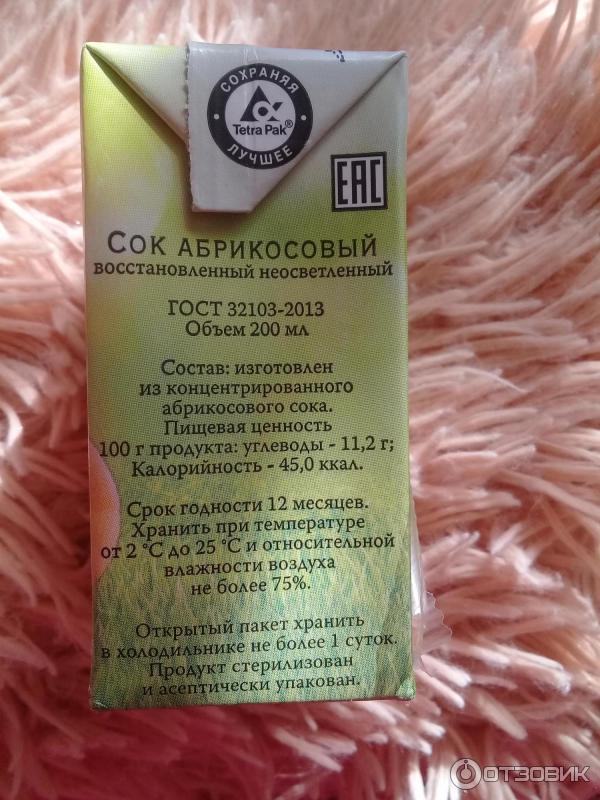 СОХРАНЯЯ
Tetra Pak®
ЛУЧШЕЕ
EAC
СОК АБРИКОСОВЫЙ
восстановленный неосветленный
ГОСТ 32103-2013
Объем 200 мл
Состав: изготовлен
из концентрированного
абрикосового сока.
Пищевая ценность
100 г продукта: углеводы - 11,2 г;
Калорийность - 45,0 ккал.
Срок годности 12 месяцев.
Хранить при температуре
от 2 °С до 25 °С и относительной
влажности воздуха
не более 75%.
Открытый пакет хранить
в холодильнике не более 1 суток.
Продукт стерилизован
и асептически упакован.
ОТЗОВИК